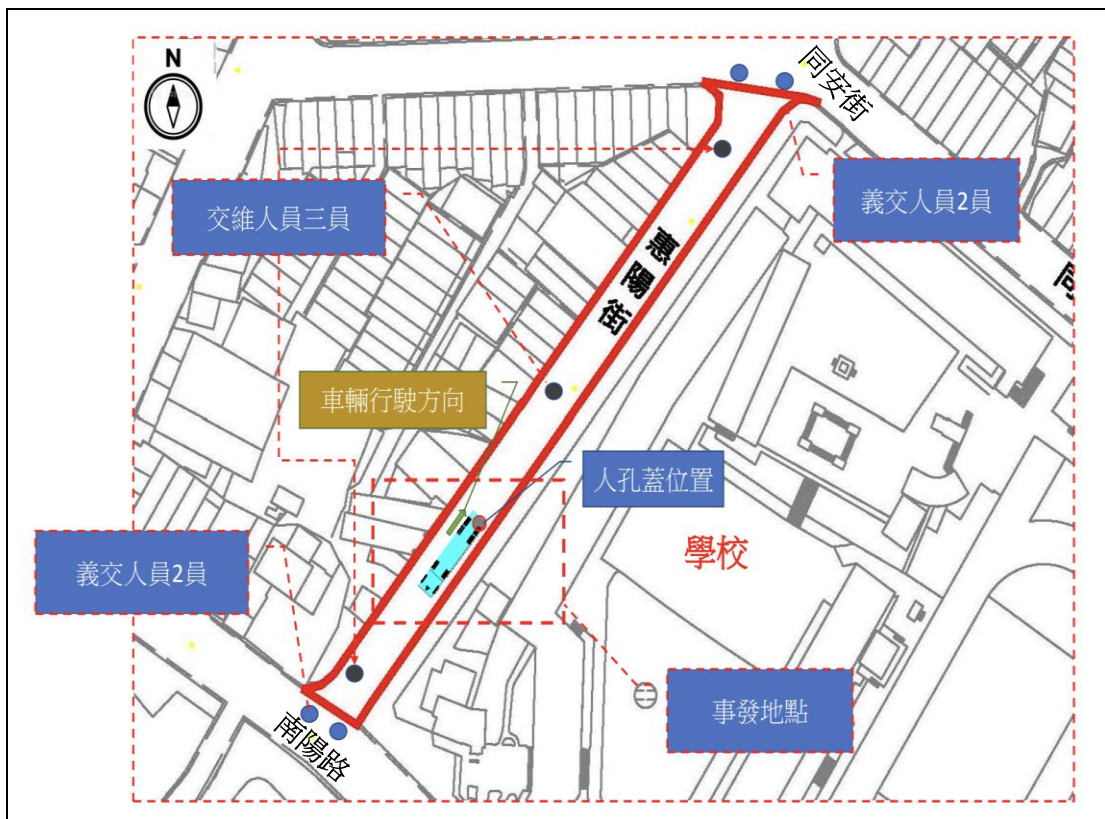 N
同安街
交維人員三員
義交人員2員
惠陽街
同
車輛行駛方向
人孔蓋位置
學校
義交人員2員
事發地點
南陽路